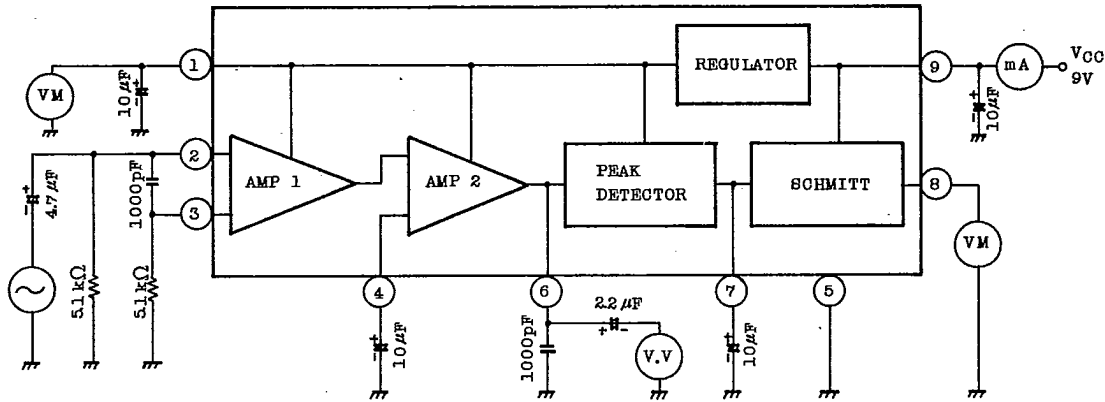 1
REGULATOR
9
mA
VCC
9V
VM
10μF
- +
- +
10μF
2
AMP 1
AMP 2
PEAK
DETECTOR
SCHMITT
8
- +
4.7μF
1000pF
3
VM
5.1kΩ
5.1kΩ
4
6
7
5
2.2μF
+ -
- +
10μF
1000pF
V.V
- +
10μF